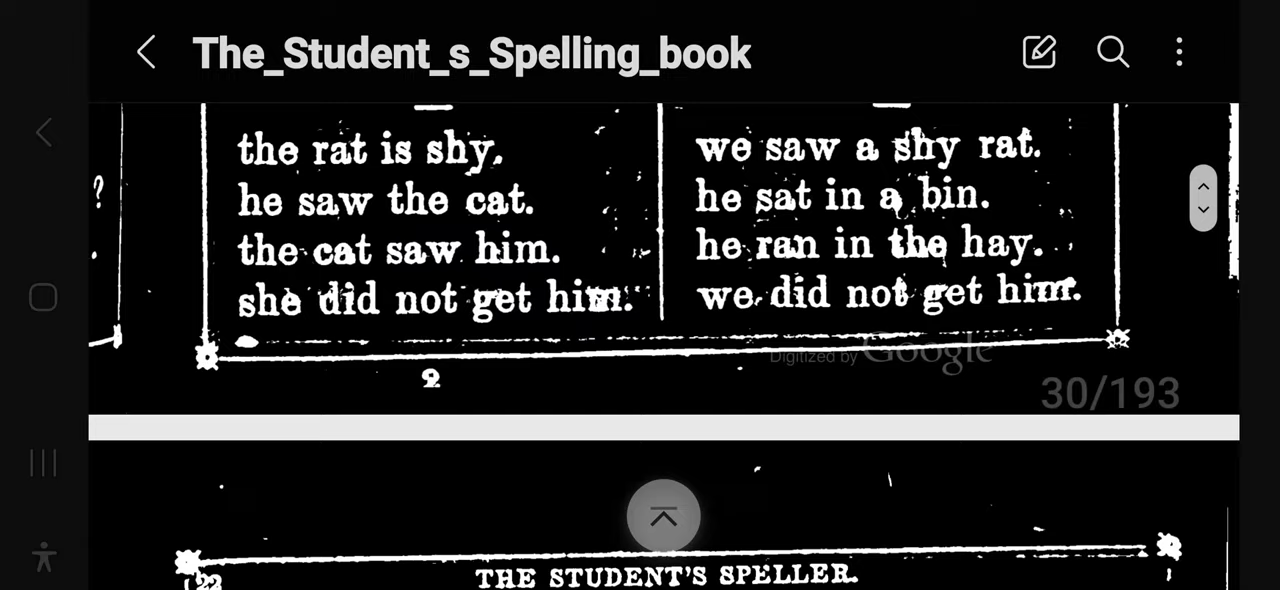 The_Student_s_Spelling_book
the rat is shy.
he saw the cat.
the cat saw him.
she did not get him.
we saw a shy rat.
he sat in a bin.
he ran in the hay.
we did not get him.
Digitized by Google
2
30/193
?
.
22
THE STUDENT'S SPELLER.